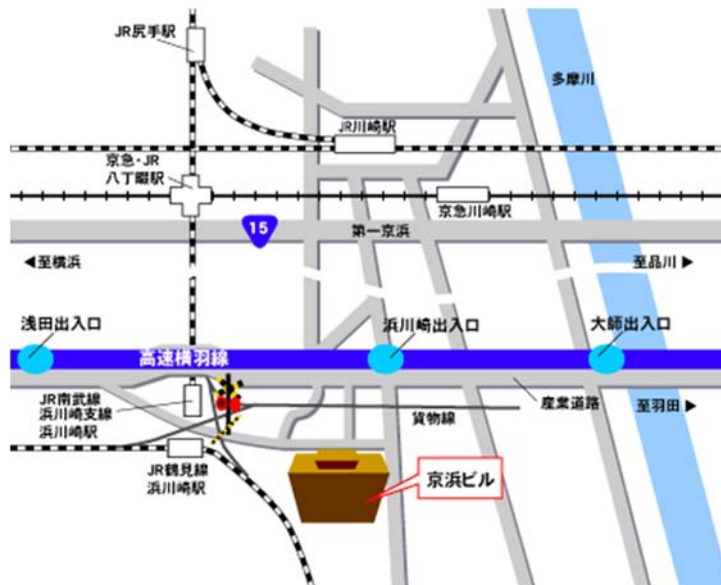 JR尻手駅
多摩川
JR川崎駅
京急・JR
八丁畷駅
京急川崎駅
15
第一京浜
◀至横浜
至品川▶
浅田出入口
浜川崎出入口
大師出入口
高速横羽線
JR南武線
浜川崎支線
浜川崎駅
貨物線
産業道路
至羽田▶
JR鶴見線
浜川崎駅
京浜ビル